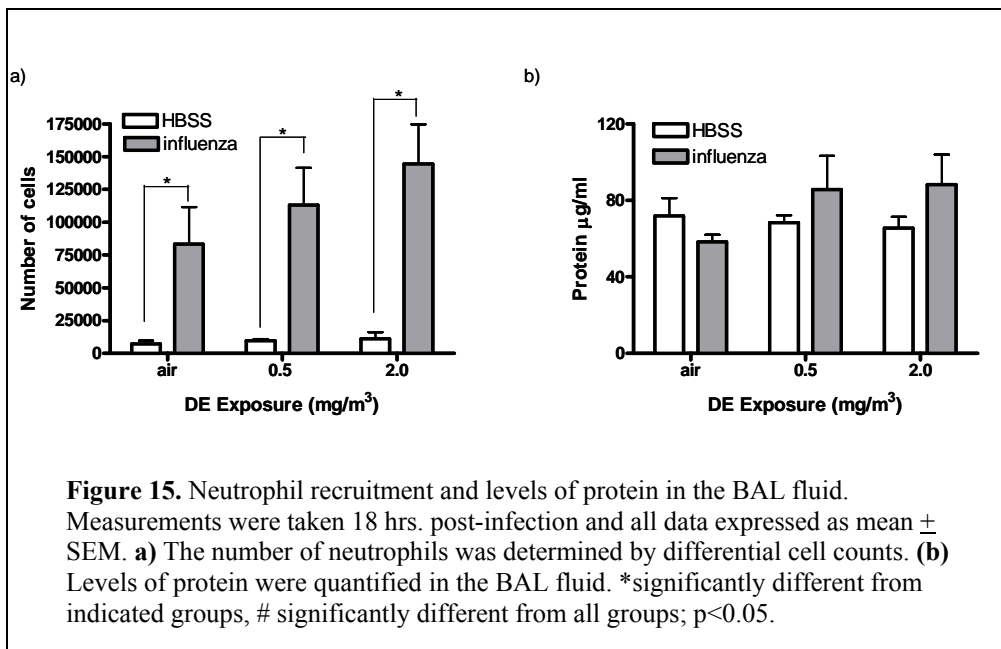 a)
HBSS
influenza
*
*
*
Number of cells
175000
150000
125000
100000
75000
50000
25000
0
air
0.5
2.0
DE Exposure (mg/m³)
b)
HBSS
influenza
Protein µg/ml
120
80
40
0
air
0.5
2.0
DE Exposure (mg/m³)
Figure 15. Neutrophil recruitment and levels of protein in the BAL fluid.
Measurements were taken 18 hrs. post-infection and all data expressed as mean ±
SEM. a) The number of neutrophils was determined by differential cell counts. (b)
Levels of protein were quantified in the BAL fluid. *significantly different from
indicated groups, # significantly different from all groups; p<0.05.